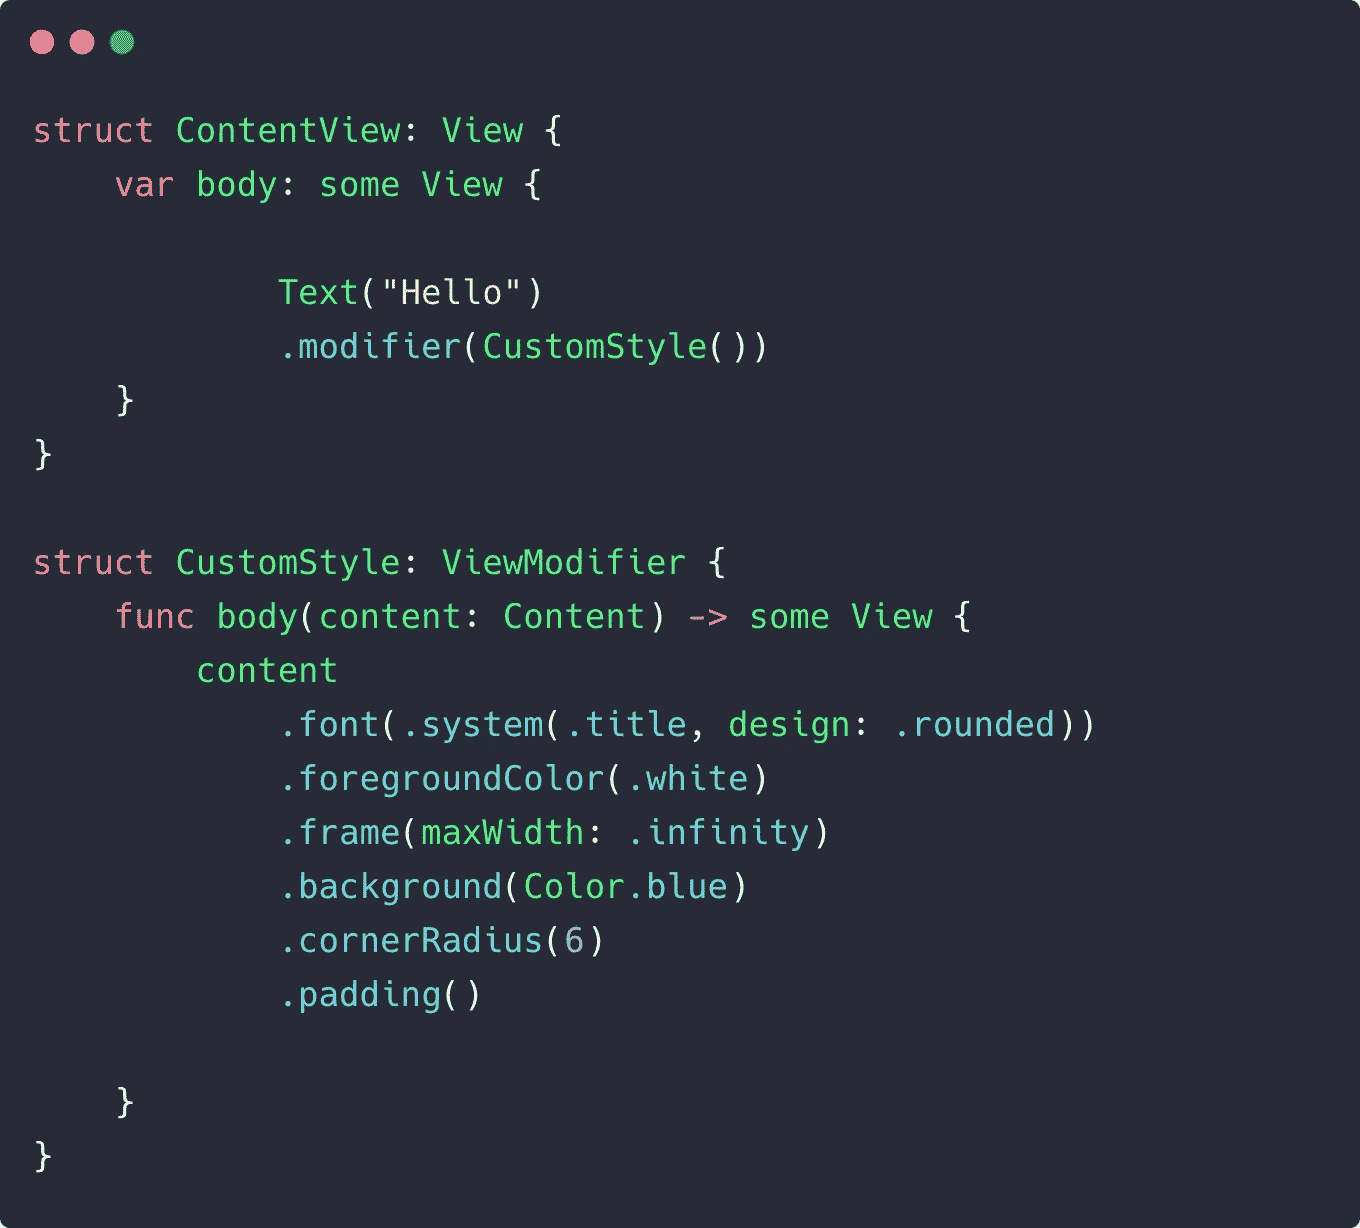 struct ContentView: View {
    var body: some View {

            Text("Hello")
            .modifier(CustomStyle())
    }
}

struct CustomStyle: ViewModifier {
    func body(content: Content) -> some View {
        content
            .font(.system(.title, design: .rounded))
            .foregroundColor(.white)
            .frame(maxWidth: .infinity)
            .background(Color.blue)
            .cornerRadius(6)
            .padding()

    }
}